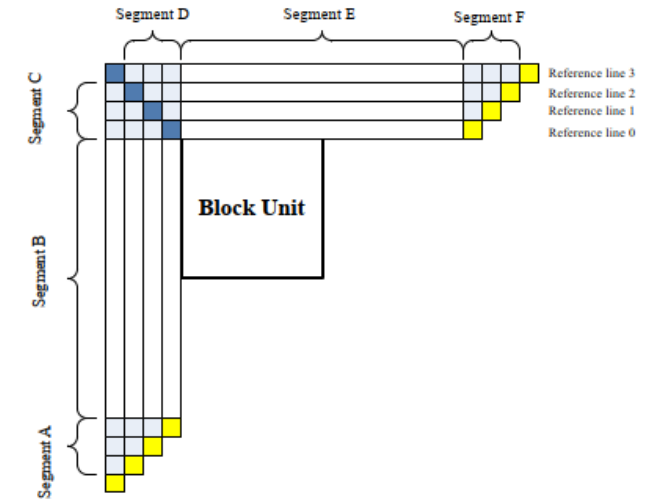 Segment D
Segment E
Segment F
Segment C
Reference line 3
Reference line 2
Reference line 1
Reference line 0
Block Unit
Segment B
Segment A